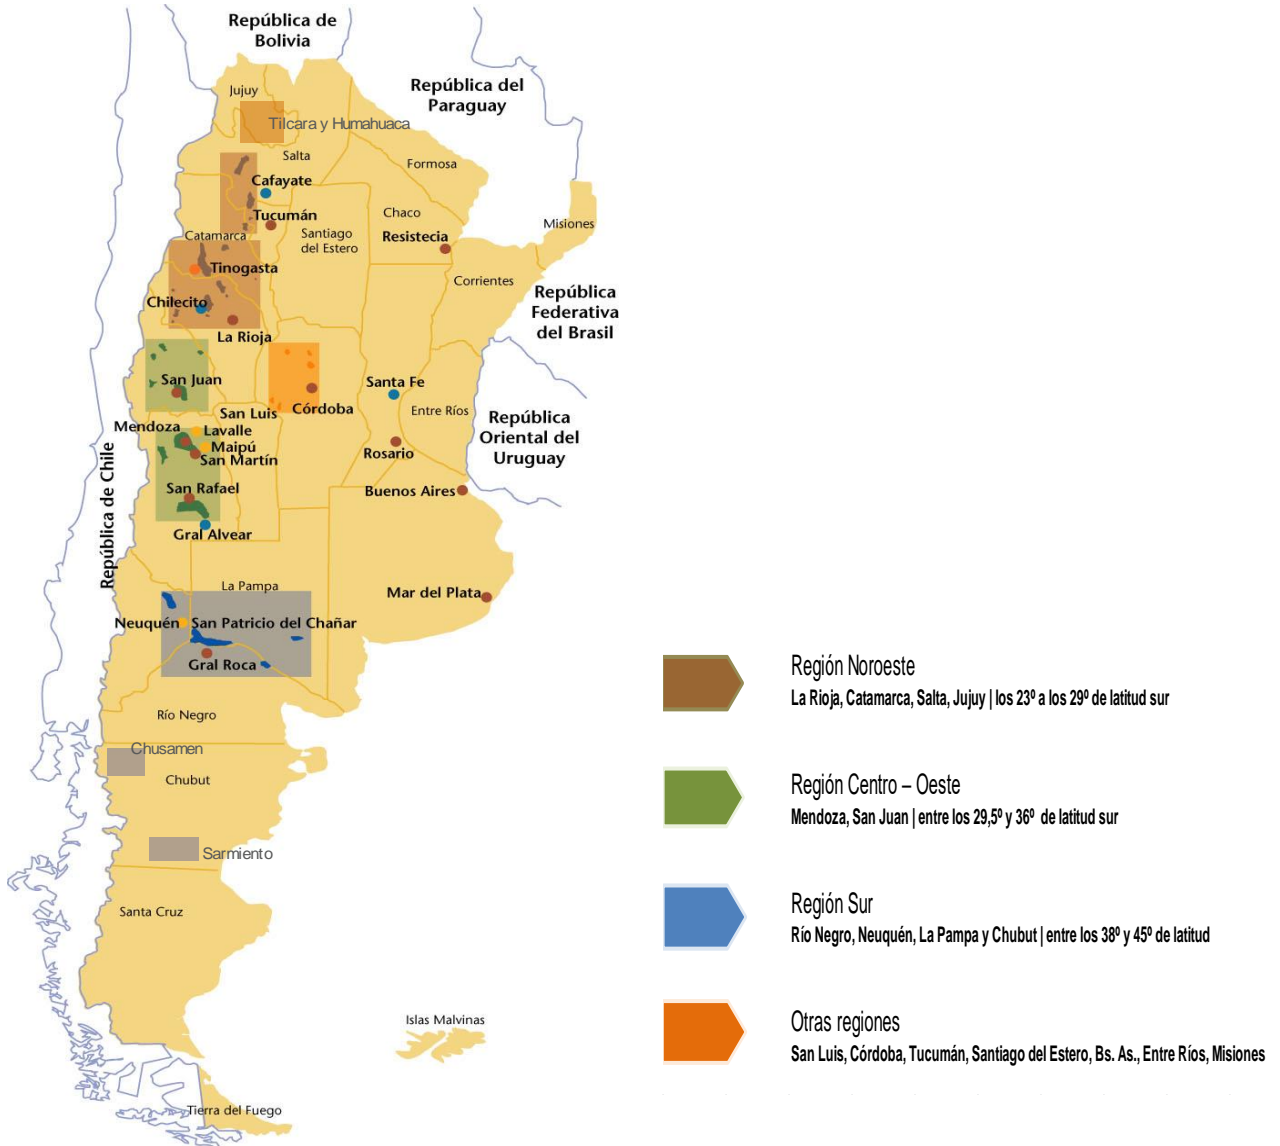 República de
Bolivia
República del
Paraguay
Jujuy
Tilcara y Humahuaca
Salta
Formosa
Cafayate
Tucumán
Chaco
Santiago
del Estero
Misiones
Catamarca
Resistecia
Tinogasta
Corrientes
República
Federativa
del Brasil
Chilecito
La Rioja
San Juan
Santa Fe
San Luis
Córdoba
Entre Ríos
República
Oriental del
Uruguay
Mendoza
Lavalle
Maipú
San Martín
Rosario
República de Chile
San Rafael
Buenos Aires
Gral Alvear
La Pampa
Mar del Plata
Neuquén
San Patricio del Chañar
Gral Roca
Río Negro
Chusamen
Chubut
Sarmiento
Santa Cruz
Islas Malvinas
Tierra del Fuego
Región Noroeste
La Rioja, Catamarca, Salta, Jujuy | los 23º a los 29º de latitud sur
Región Centro – Oeste
Mendoza, San Juan | entre los 29,5º y 36º de latitud sur
Región Sur
Río Negro, Neuquén, La Pampa y Chubut | entre los 38º y 45º de latitud
Otras regiones
San Luis, Córdoba, Tucumán, Santiago del Estero, Bs. As., Entre Ríos, Misiones